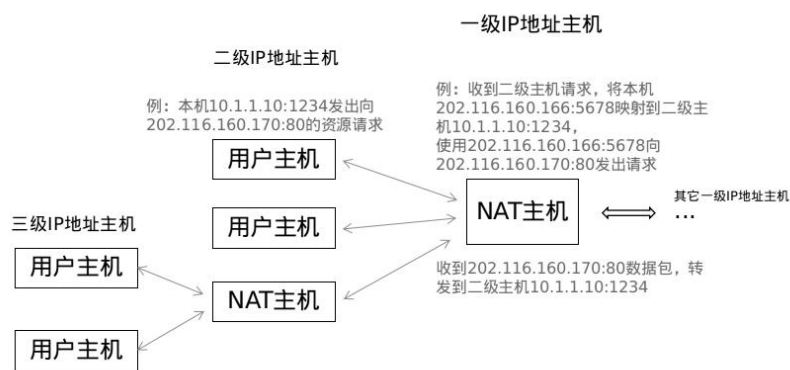 一级IP地址主机
二级IP地址主机
例：收到二级主机请求，将本机
202.116.160.166:5678映射到二级主
机10.1.1.10:1234，
使用202.116.160.166:5678向
202.116.160.170:80发出请求
例：本机10.1.1.10:1234发出向
202.116.160.170:80的资源请求
用户主机
NAT主机
其它一级IP地址主机
...
三级IP地址主机
用户主机
用户主机
收到202.116.160.170:80数据包，转
发到二级主机10.1.1.10:1234
NAT主机
用户主机